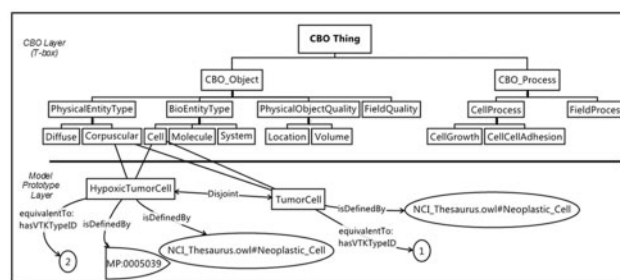 CBO Layer
(T-box)
CBO Thing
CBO_Object
CBO_Process
PhysicalEntityType
BioEntityType
PhysicalObjectQuality
FieldQuality
CellProcess
FieldProces
Diffuse
Corpuscular
Cell
Molecule
System
Location
Volume
CellGrowth
CellCellAdhesion
Model
Prototype
Layer
HypoxicTumorCell
Disjoint
TumorCell
isDefinedBy
NCI_Thesaurus.owl#Neoplastic_Cell
equivalentTo:
hasVTKTypeID
isDefinedBy
isDefinedBy
equivalentTo:
hasVTKTypeID
1
NCI_Thesaurus.owl#Neoplastic_Cell
2
MP:0005039